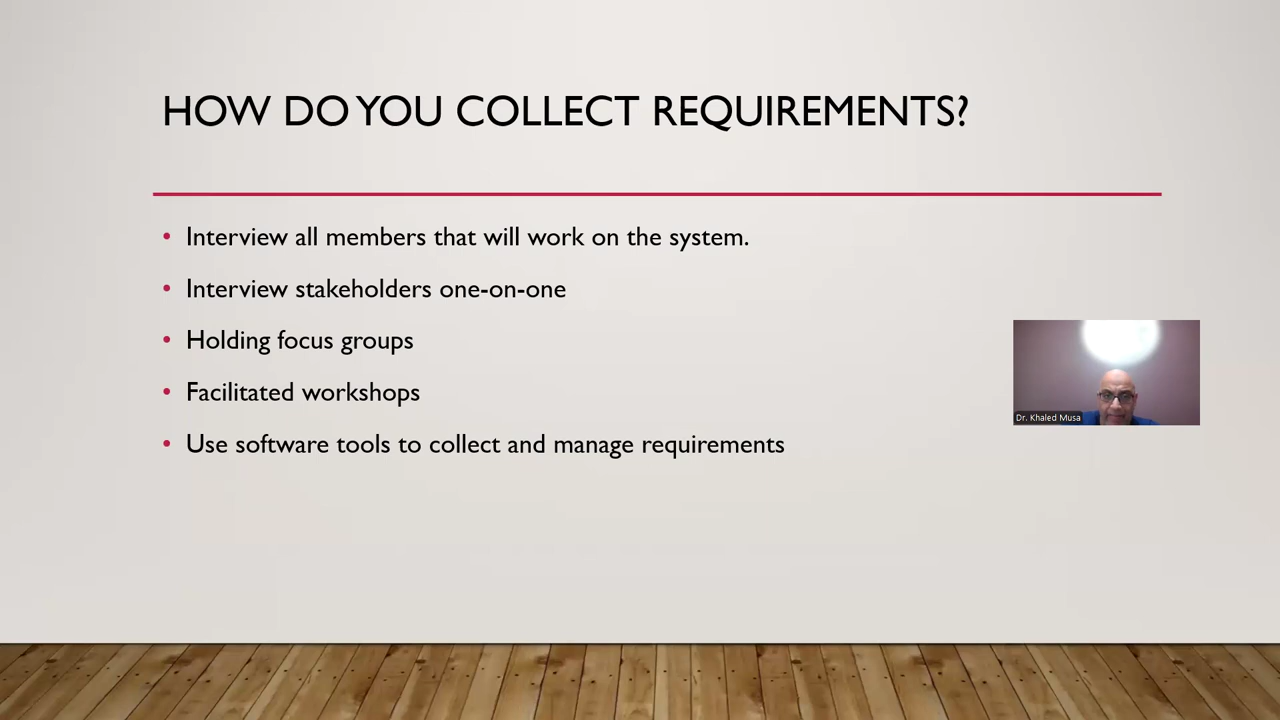 HOW DO YOU COLLECT REQUIREMENTS?
• Interview all members that will work on the system.
• Interview stakeholders one-on-one
• Holding focus groups
• Facilitated workshops
• Use software tools to collect and manage requirements
Dr. Khaled Musa